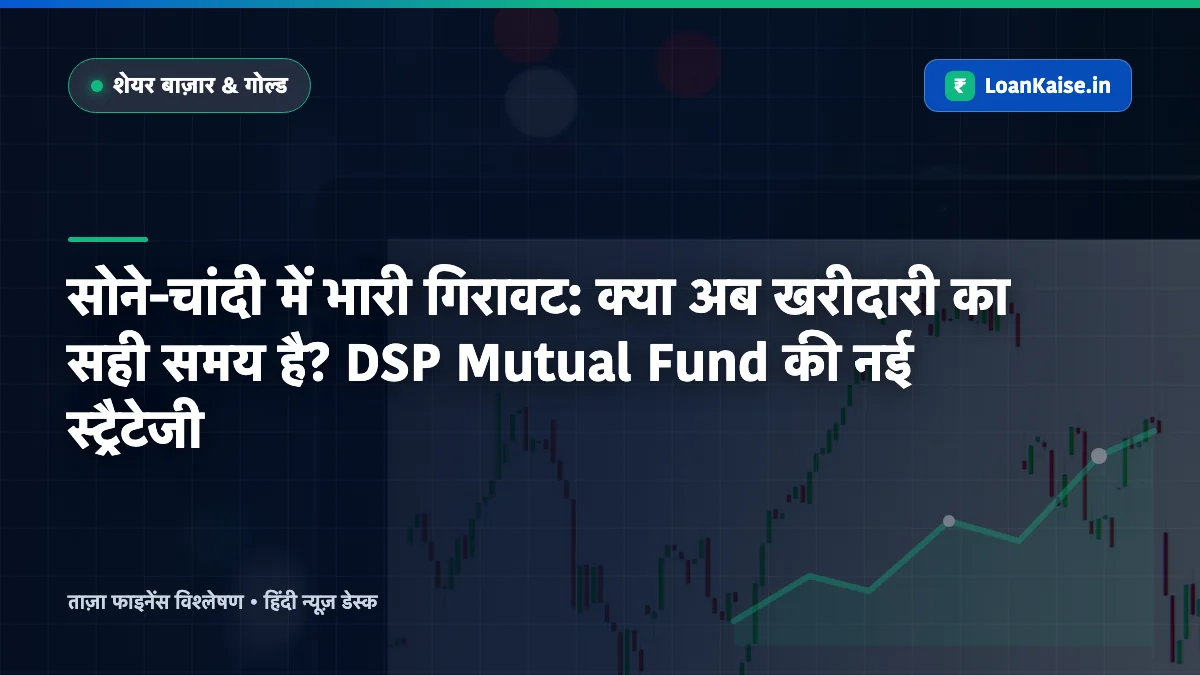 शेयर बाज़ार & गोल्ड
₹ LoanKaise.in
सोने-चांदी में भारी गिरावट: क्या अब खरीदारी का
सही समय है? DSP Mutual Fund की नई
स्ट्रैटेजी
ताज़ा फाइनेंस विश्लेषण • हिंदी न्यूज़ डेस्क